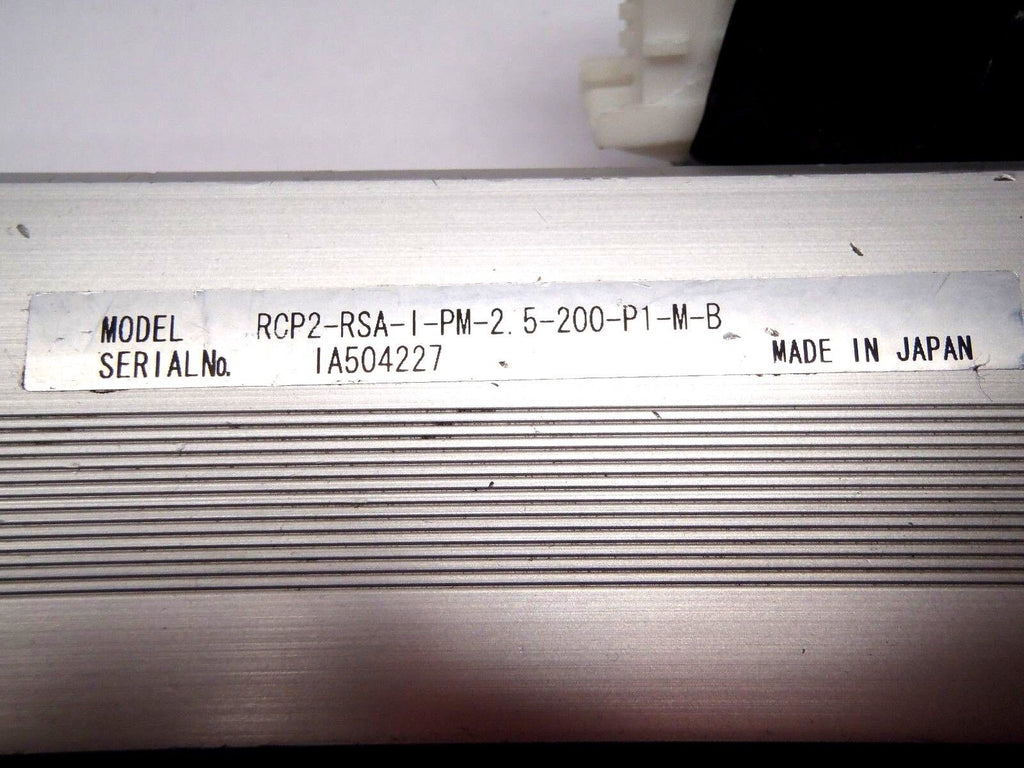 MODEL RCP2-RSA-I-PM-2.5-200-P1-M-B
SERIALNo. IA504227
MADE IN JAPAN